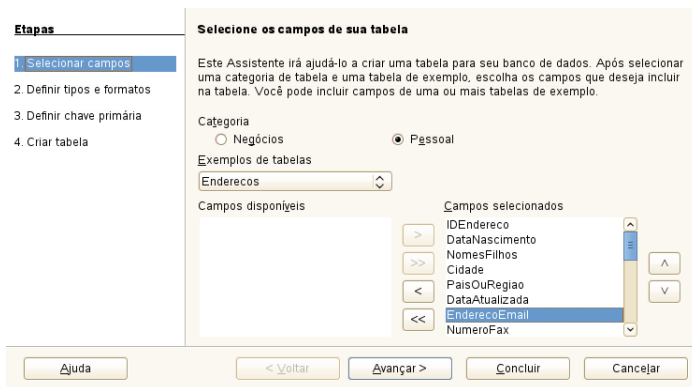 Etapas
1. Selecionar campos
2. Definir tipos e formatos
3. Definir chave primária
4. Criar tabela
Selecione os campos de sua tabela
Este Assistente irá ajudá-lo a criar uma tabela para seu banco de dados. Após selecionar
uma categoria de tabela e uma tabela de exemplo, escolha os campos que deseja incluir
na tabela. Você pode incluir campos de uma ou mais tabelas de exemplo.
Categoria
Negócios
Pessoal
Exemplos de tabelas
Enderecos
Campos disponíveis
>
>>
<
<<
Campos selecionados
IDEndereco
DataNascimento
NomesFilhos
Cidade
PaisOuRegiao
DataAtualizada
EnderecoEmail
NumeroFax
Ajuda
< Voltar
Avançar >
Concluir
Cancelar